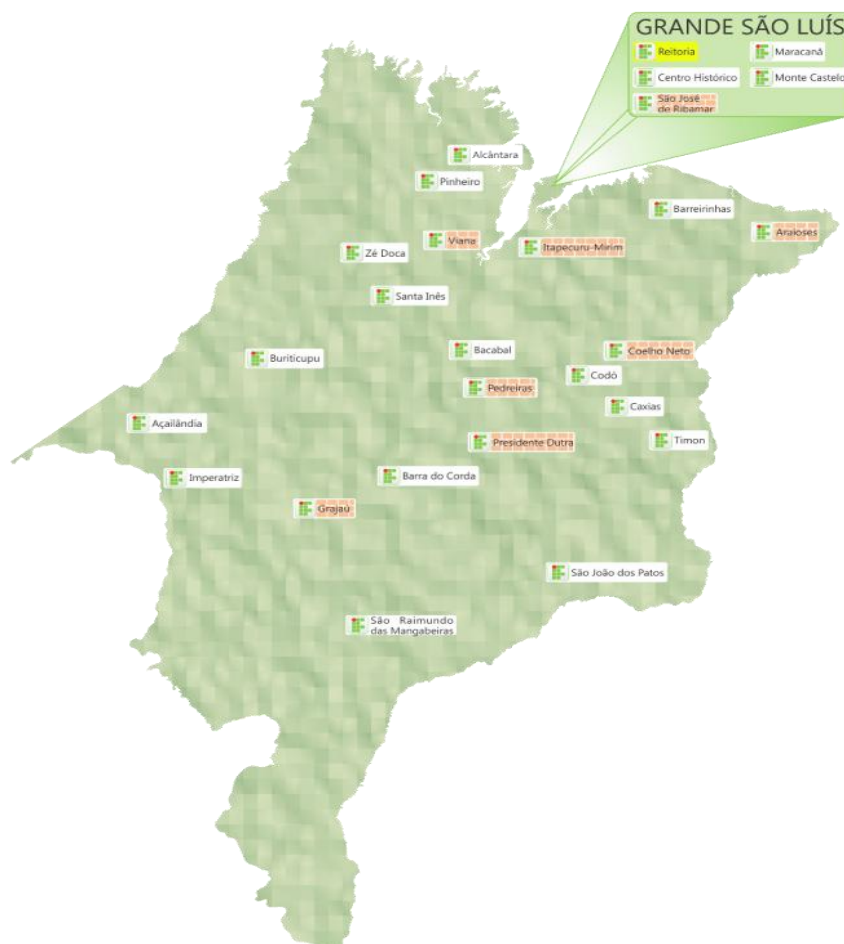 GRANDE SÃO LUÍS
Reitoria
Maracanã
Centro Histórico
Monte Castelo
São José
de Ribamar
Alcântara
Pinheiro
Barreirinhas
Araioses
Viana
Itapecuru-Mirim
Zé Doca
Santa Inês
Bacabal
Coelho Neto
Buriticupu
Codó
Pedreiras
Caxias
Açailândia
Timon
Presidente Dutra
Imperatriz
Barra do Corda
Grajaú
São João dos Patos
São Raimundo
das Mangabeiras